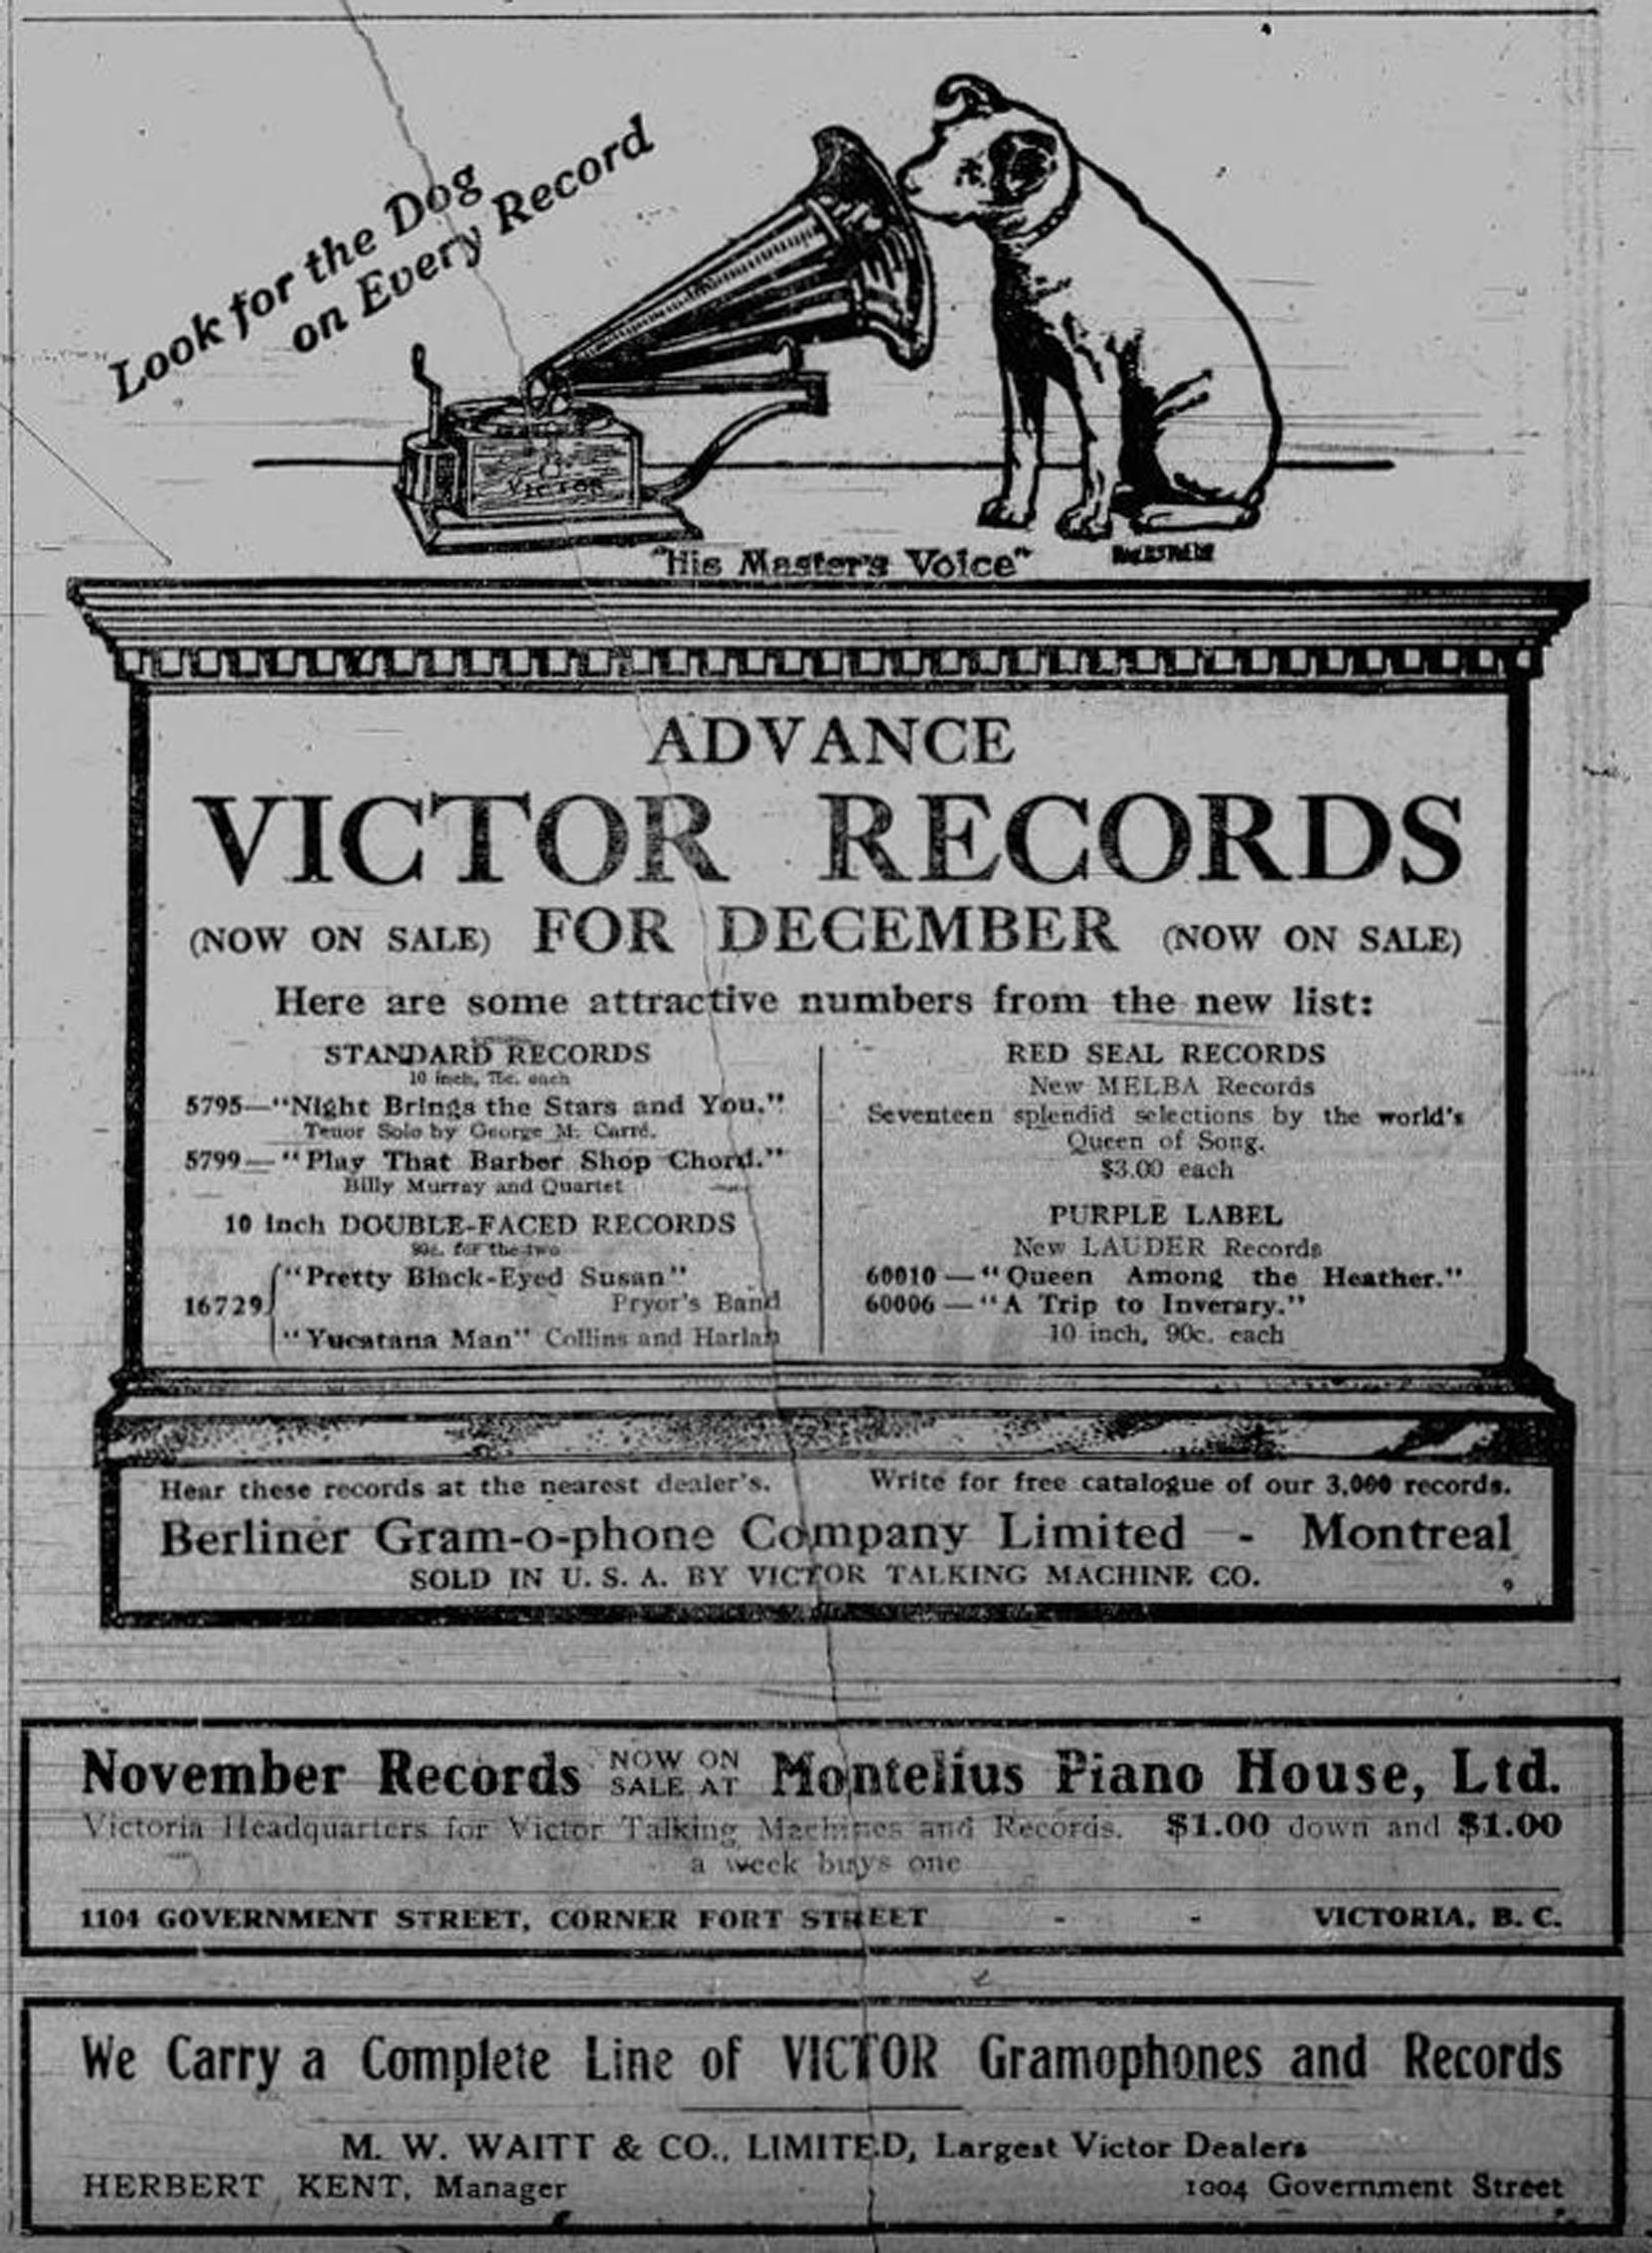 Look for the Dog
on Every Record
VICTOR
"His Master's Voice"
ADVANCE
VICTOR RECORDS
(NOW ON SALE) FOR DECEMBER (NOW ON SALE)
Here are some attractive numbers from the new list:
STANDARD RECORDS
10 inch, 75c. each
5795—"Night Brings the Stars and You."
Tenor Solo by George M. Carré.
5799—"Play That Barber Shop Chord."
Billy Murray and Quartet
10 inch DOUBLE-FACED RECORDS
90c. for the two
"Pretty Black-Eyed Susan"
16729 Pryor's Band
"Yucatana Man" Collins and Harlan
RED SEAL RECORDS
New MELBA Records
Seventeen splendid selections by the world's
Queen of Song.
$3.00 each
PURPLE LABEL
New LAUDER Records
60010—"Queen Among the Heather."
60006—"A Trip to Inverary."
10 inch, 90c. each
Hear these records at the nearest dealer's. Write for free catalogue of our 3,000 records.
Berliner Gram-o-phone Company Limited - Montreal
SOLD IN U. S. A. BY VICTOR TALKING MACHINE CO.
November Records NOW ON SALE AT Montelius Piano House, Ltd.
Victoria Headquarters for Victor Talking Machines and Records. $1.00 down and $1.00
a week buys one
1104 GOVERNMENT STREET, CORNER FORT STREET - - VICTORIA, B. C.
We Carry a Complete Line of VICTOR Gramophones and Records
M. W. WAITT & CO., LIMITED, Largest Victor Dealers
HERBERT KENT, Manager 1004 Government Street